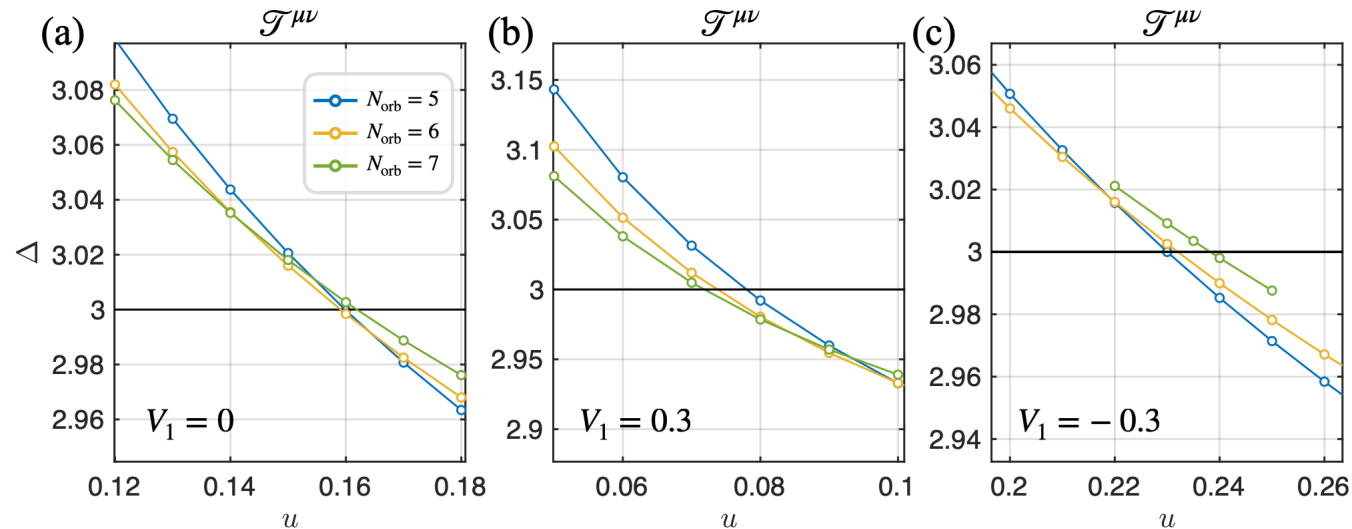 (a)
𝒯^{μν}
3.08
3.06
3.04
3.02
3
2.98
2.96
Δ
N_orb = 5
N_orb = 6
N_orb = 7
V_1 = 0
0.12
0.14
0.16
0.18
u
(b)
𝒯^{μν}
3.15
3.1
3.05
3
2.95
2.9
V_1 = 0.3
0.06
0.08
0.1
u
(c)
𝒯^{μν}
3.06
3.04
3.02
3
2.98
2.96
2.94
V_1 = − 0.3
0.2
0.22
0.24
0.26
u